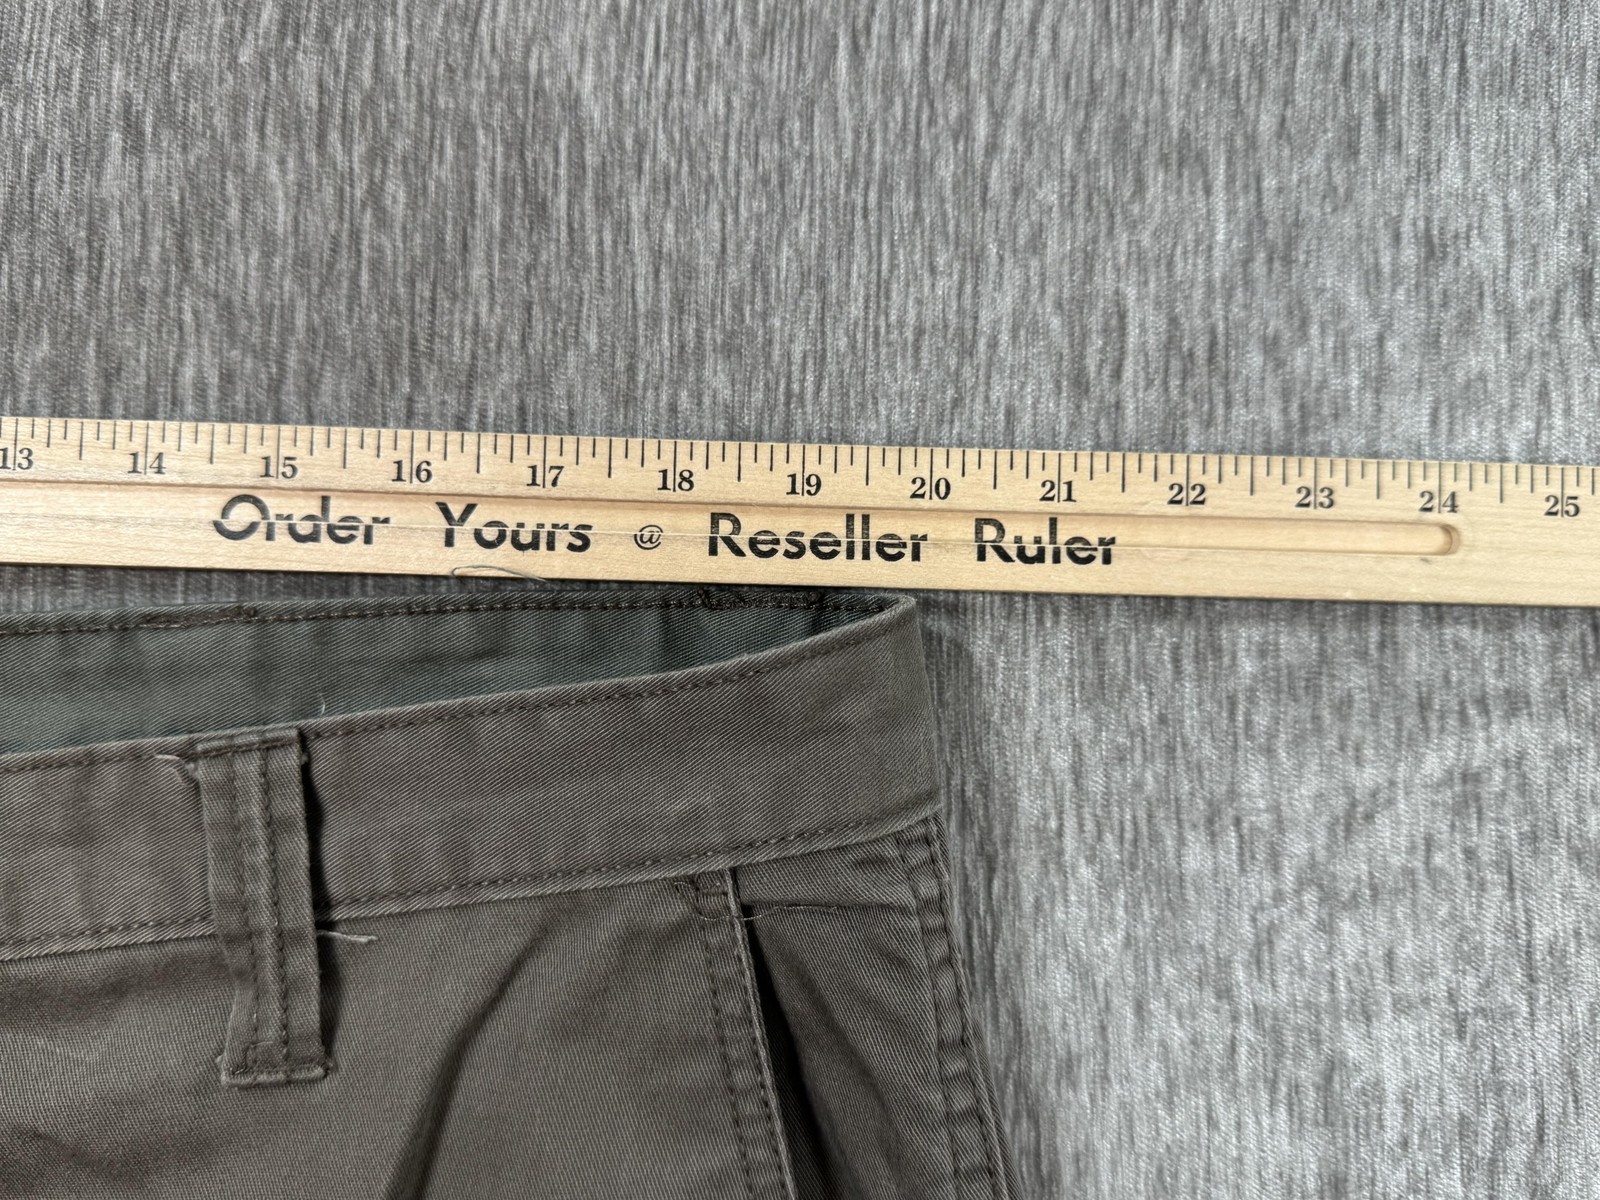 13 14 15 16 17 18 19 20 21 22 23 24 25
Order Yours @ Reseller Ruler